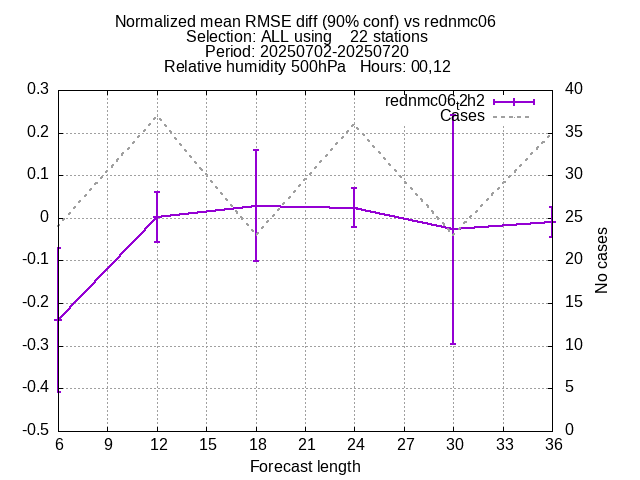 Normalized mean RMSE diff (90% conf) vs rednmc06
Selection: ALL using    22 stations
Period: 20250702-20250720
Relative humidity 500hPa   Hours: 00,12
rednmc06t2h2
Cases
0.3
0.2
0.1
0
-0.1
-0.2
-0.3
-0.4
-0.5
40
35
30
25
20
15
10
5
0
No cases
6 9 12 15 18 21 24 27 30 33 36
Forecast length